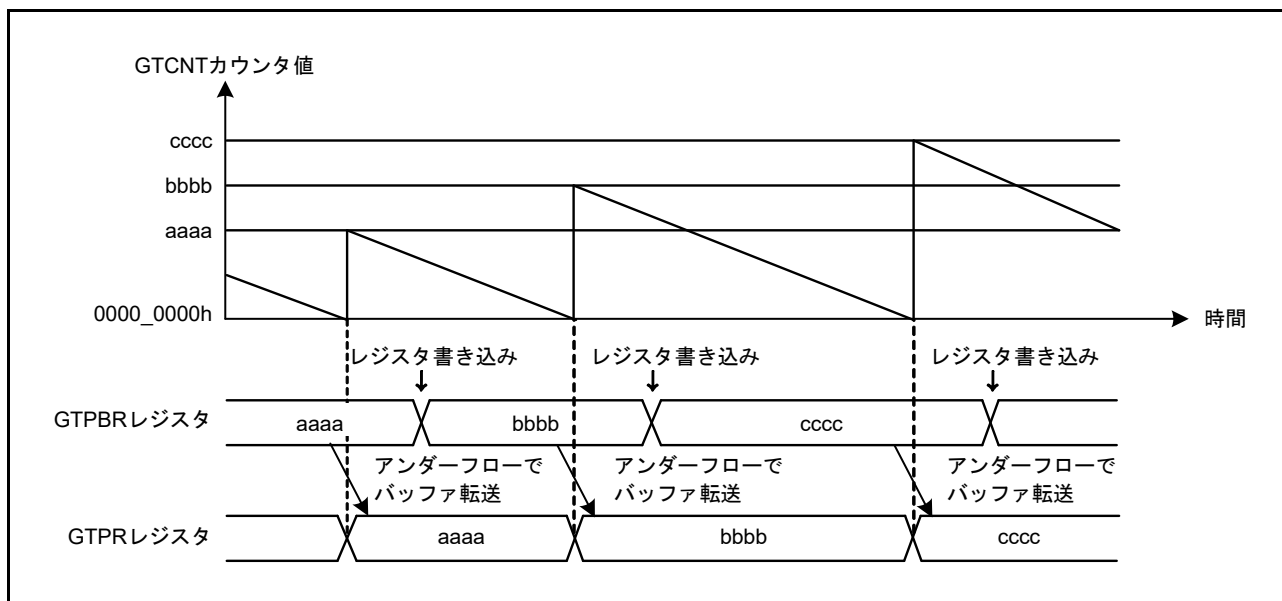 GTCNTカウンタ値
cccc
bbbb
aaaa
0000_0000h
時間
レジスタ書き込み
レジスタ書き込み
レジスタ書き込み
GTPBRレジスタ
aaaa
bbbb
cccc
アンダーフローで
バッファ転送
アンダーフローで
バッファ転送
アンダーフローで
バッファ転送
GTPRレジスタ
aaaa
bbbb
cccc